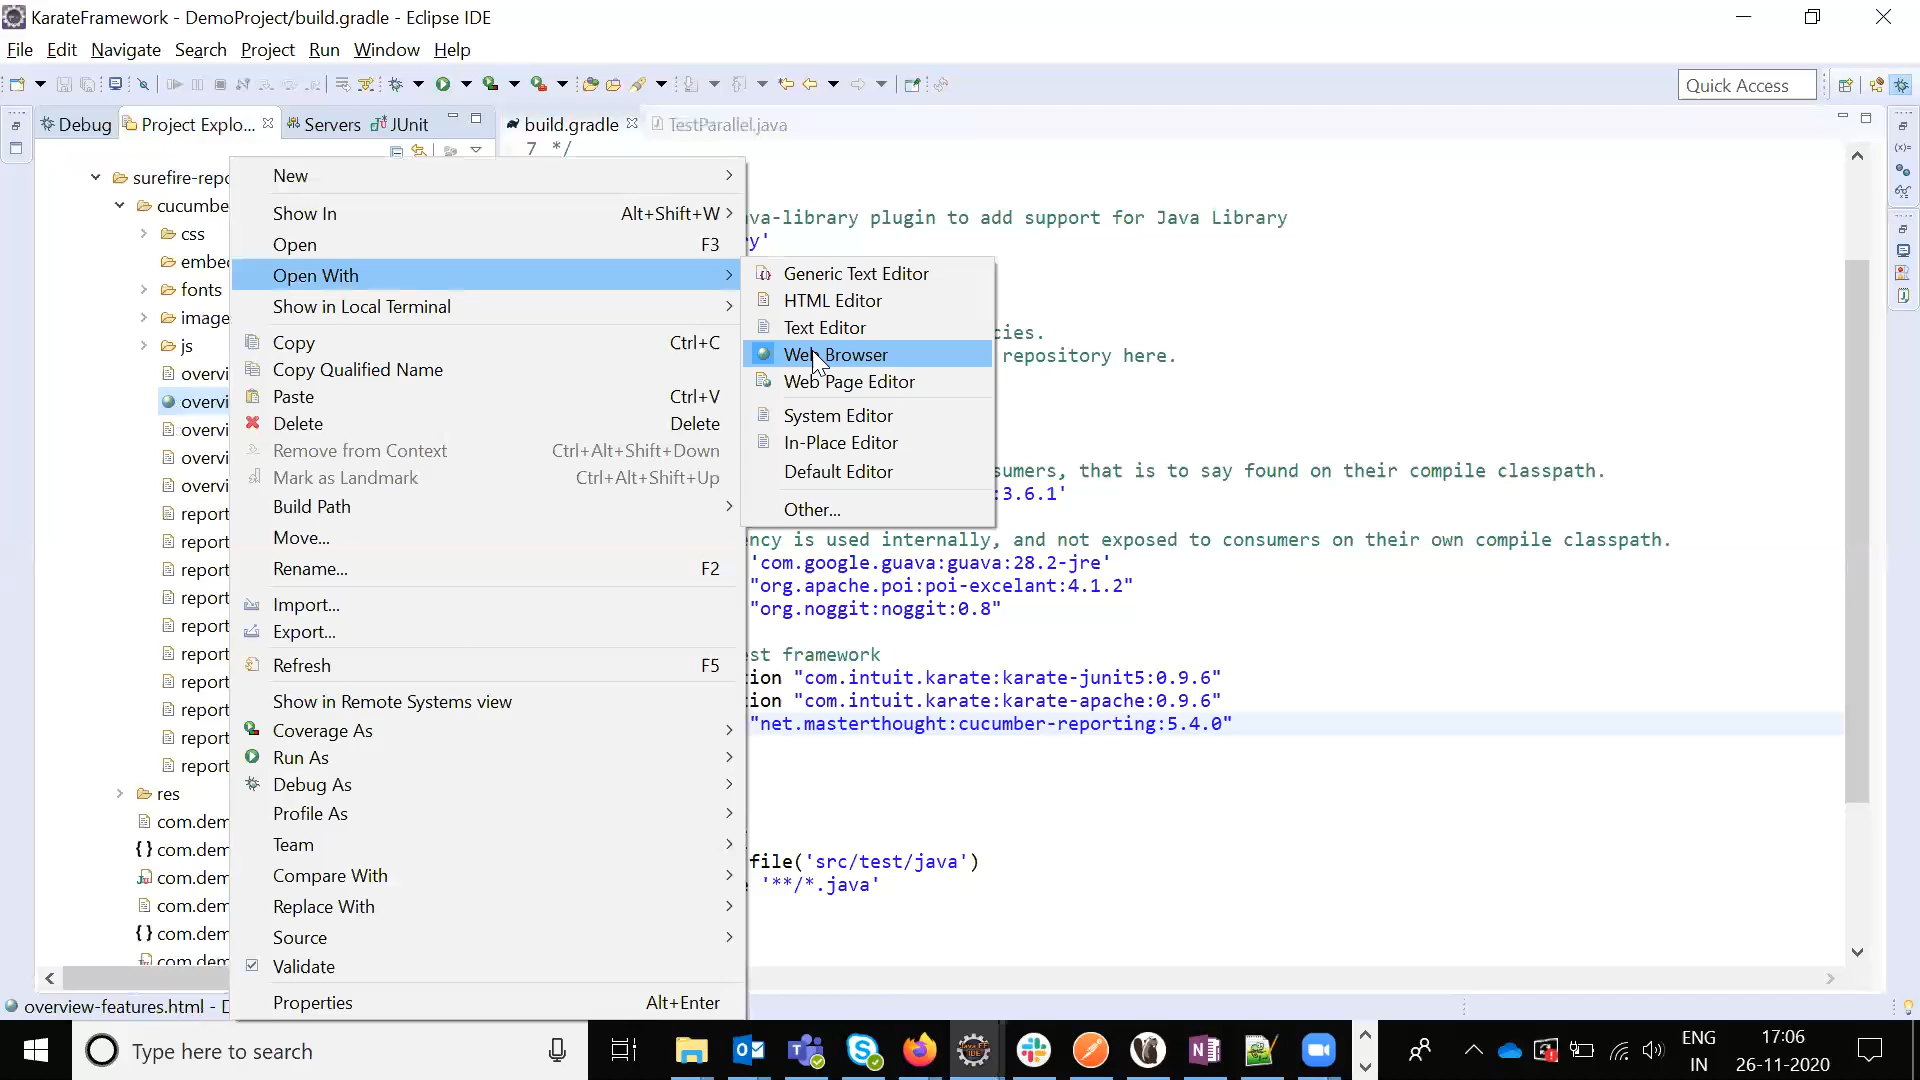 KarateFramework - DemoProject/build.gradle - Eclipse IDE
File Edit Navigate Search Project Run Window Help
Quick Access
Debug Project Explo... Servers JUnit build.gradle TestParallel.java
7 */
surefire-repo
cucumbe
css
embe
fonts
image
js
overvi
overvi
overvi
overvi
overvi
report
report
report
report
report
report
report
report
report
report
res
com.dem
com.dem
com.dem
com.dem
com.dem
com.dem
New
Show In Alt+Shift+W
Open F3
Open With
Show in Local Terminal
Copy Ctrl+C
Copy Qualified Name
Paste Ctrl+V
Delete Delete
Remove from Context Ctrl+Alt+Shift+Down
Mark as Landmark Ctrl+Alt+Shift+Up
Build Path
Move...
Rename... F2
Import...
Export...
Refresh F5
Show in Remote Systems view
Coverage As
Run As
Debug As
Profile As
Team
Compare With
Replace With
Source
Validate
Properties Alt+Enter
Generic Text Editor
HTML Editor
Text Editor
Web Browser
Web Page Editor
System Editor
In-Place Editor
Default Editor
Other...
va-library plugin to add support for Java Library
y'
cies.
repository here.
sumers, that is to say found on their compile classpath.
:3.6.1'
ncy is used internally, and not exposed to consumers on their own compile classpath.
'com.google.guava:guava:28.2-jre'
"org.apache.poi:poi-excelant:4.1.2"
"org.noggit:noggit:0.8"
est framework
tion "com.intuit.karate:karate-junit5:0.9.6"
tion "com.intuit.karate:karate-apache:0.9.6"
"net.masterthought:cucumber-reporting:5.4.0"
file('src/test/java')
e '**/*.java'
overview-features.html - D
Type here to search
ENG
IN
17:06
26-11-2020